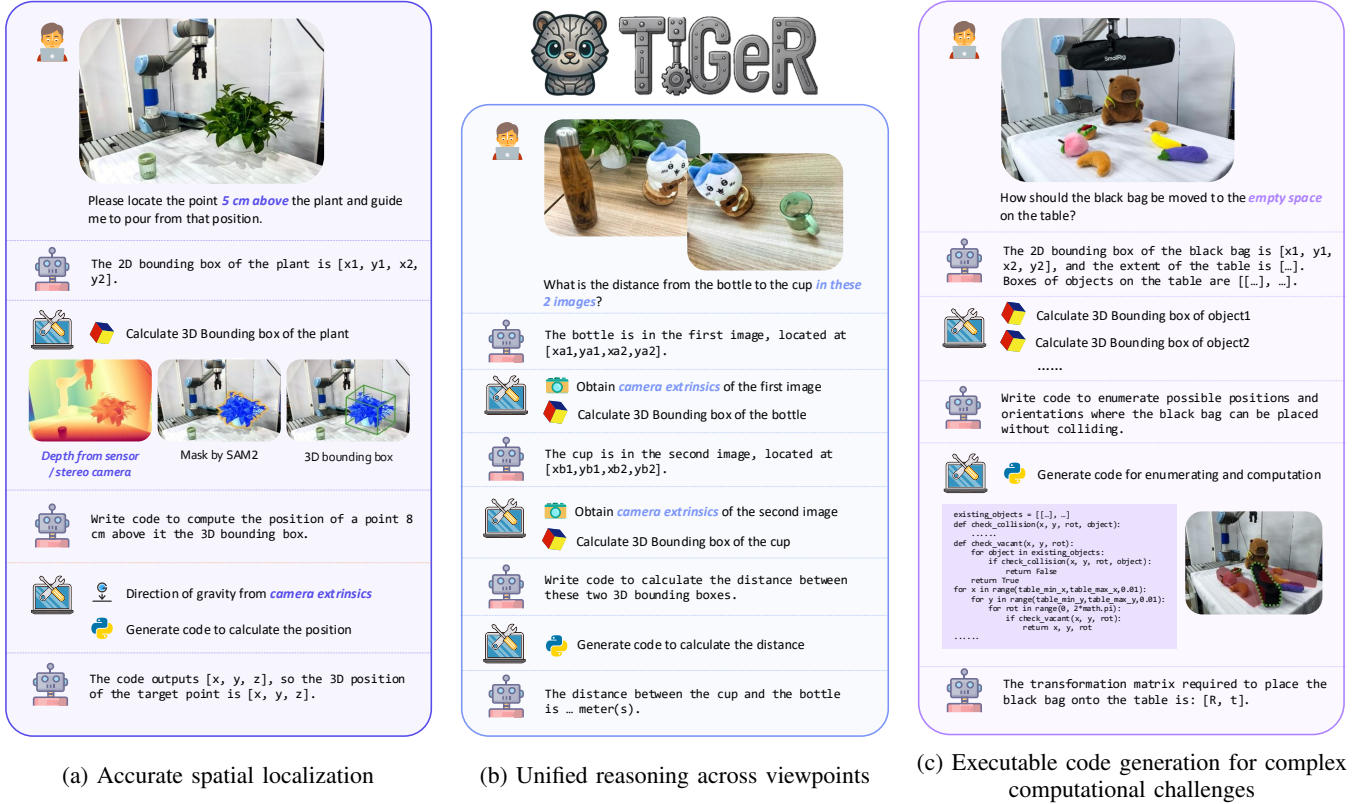 Please locate the point 5 cm above the plant and guide
me to pour from that position.
The 2D bounding box of the plant is [x1, y1, x2,
y2].
Calculate 3D Bounding box of the plant
Depth from sensor
/ stereo camera
Mask by SAM2
3D bounding box
Write code to compute the position of a point 8
cm above it the 3D bounding box.
Direction of gravity from camera extrinsics
Generate code to calculate the position
The code outputs [x, y, z], so the 3D position
of the target point is [x, y, z].
(a) Accurate spatial localization
TIGeR
What is the distance from the bottle to the cup in these
2 images?
The bottle is in the first image, located at
[xa1,ya1,xa2,ya2].
Obtain camera extrinsics of the first image
Calculate 3D Bounding box of the bottle
The cup is in the second image, located at
[xb1,yb1,xb2,yb2].
Obtain camera extrinsics of the second image
Calculate 3D Bounding box of the cup
Write code to calculate the distance between
these two 3D bounding boxes.
Generate code to calculate the distance
The distance between the cup and the bottle
is … meter(s).
(b) Unified reasoning across viewpoints
SmallRig
How should the black bag be moved to the empty space
on the table?
The 2D bounding box of the black bag is [x1, y1,
x2, y2], and the extent of the table is […].
Boxes of objects on the table are [[…], …].
Calculate 3D Bounding box of object1
Calculate 3D Bounding box of object2
......
Write code to enumerate possible positions and
orientations where the black bag can be placed
without colliding.
Generate code for enumerating and computation
existing_objects = [[…], …]
def check_collision(x, y, rot, object):
......
def check_vacant(x, y, rot):
for object in existing_objects:
if check_collision(x, y, rot, object):
return False
return True
for x in range(table_min_x,table_max_x,0.01):
for y in range(table_min_y,table_max_y,0.01):
for rot in range(0, 2*math.pi):
if check_vacant(x, y, rot):
return x, y, rot
......
The transformation matrix required to place the
black bag onto the table is: [R, t].
(c) Executable code generation for complex
computational challenges